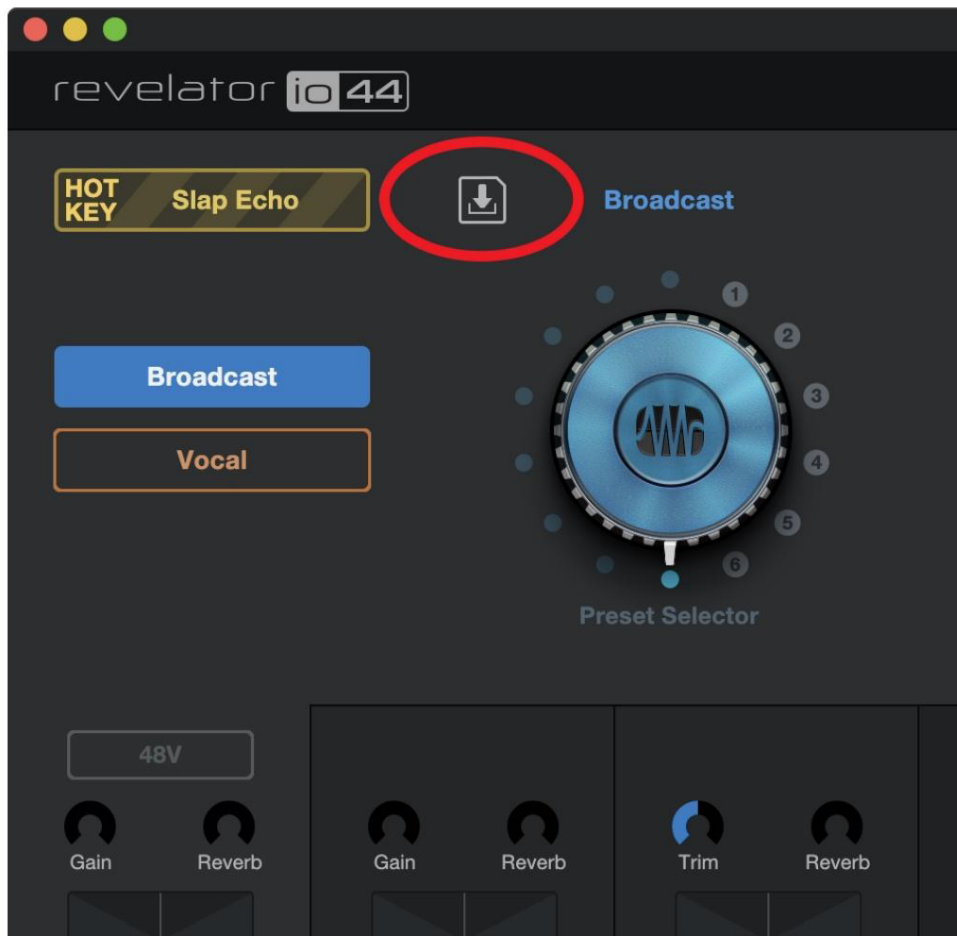 revelator io 44
HOT
KEY
Slap Echo
Broadcast
Broadcast
Vocal
1
2
3
4
5
6
Preset Selector
48V
Gain
Reverb
Gain
Reverb
Trim
Reverb